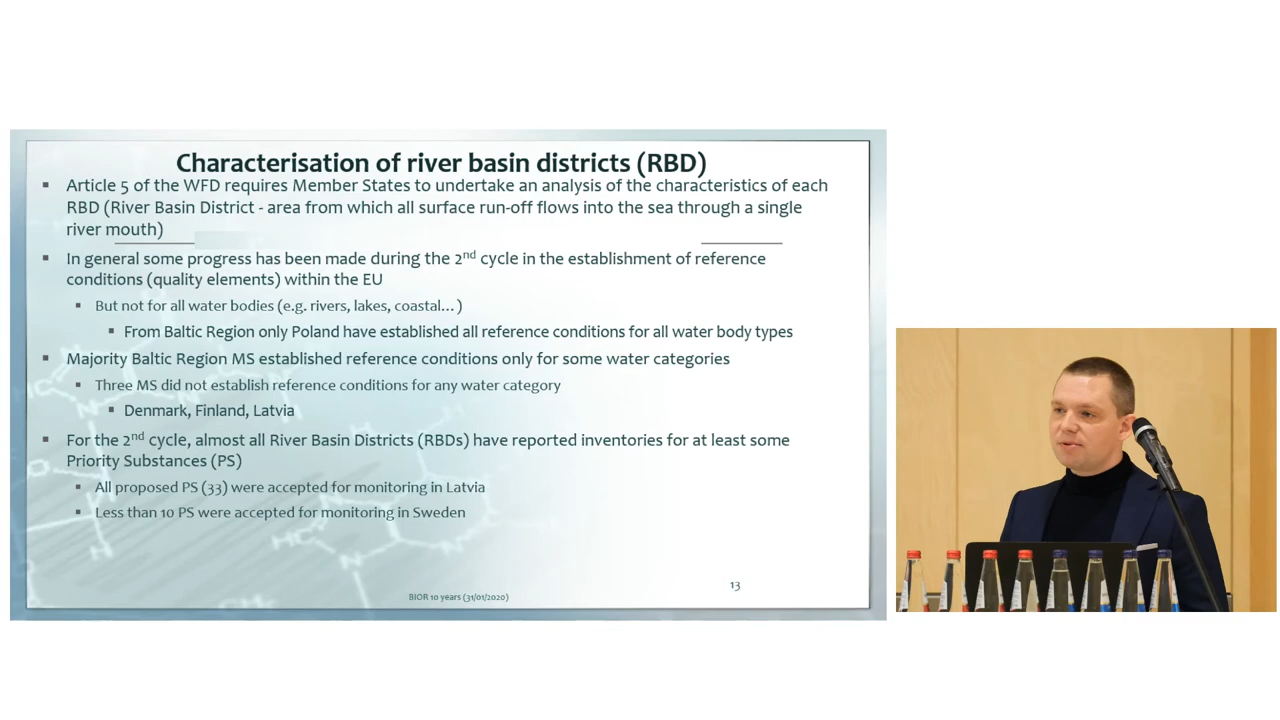 Characterisation of river basin districts (RBD)
▪ Article 5 of the WFD requires Member States to undertake an analysis of the characteristics of each
RBD (River Basin District - area from which all surface run-off flows into the sea through a single
river mouth)
▪ In general some progress has been made during the 2nd cycle in the establishment of reference
conditions (quality elements) within the EU
▪ But not for all water bodies (e.g. rivers, lakes, coastal…)
▪ From Baltic Region only Poland have established all reference conditions for all water body types
▪ Majority Baltic Region MS established reference conditions only for some water categories
▪ Three MS did not establish reference conditions for any water category
▪ Denmark, Finland, Latvia
▪ For the 2nd cycle, almost all River Basin Districts (RBDs) have reported inventories for at least some
Priority Substances (PS)
▪ All proposed PS (33) were accepted for monitoring in Latvia
▪ Less than 10 PS were accepted for monitoring in Sweden
13
BIOR 10 years (31/01/2020)